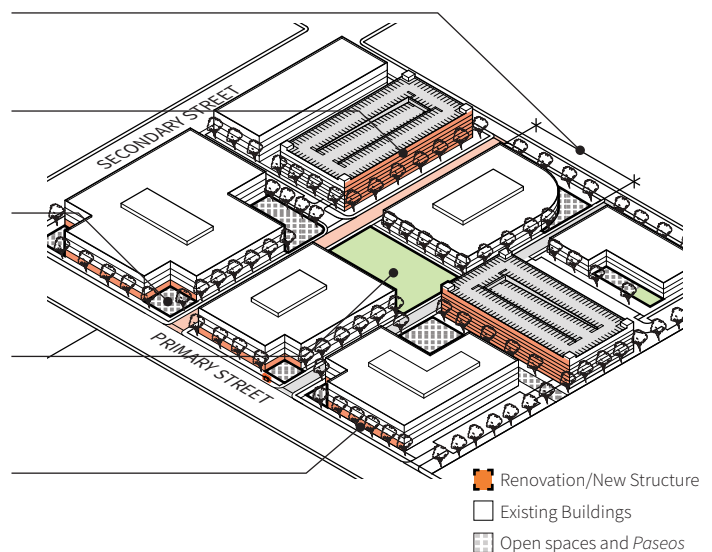 SECONDARY STREET
PRIMARY STREET
Renovation/New Structure
Existing Buildings
Open spaces and Paseos